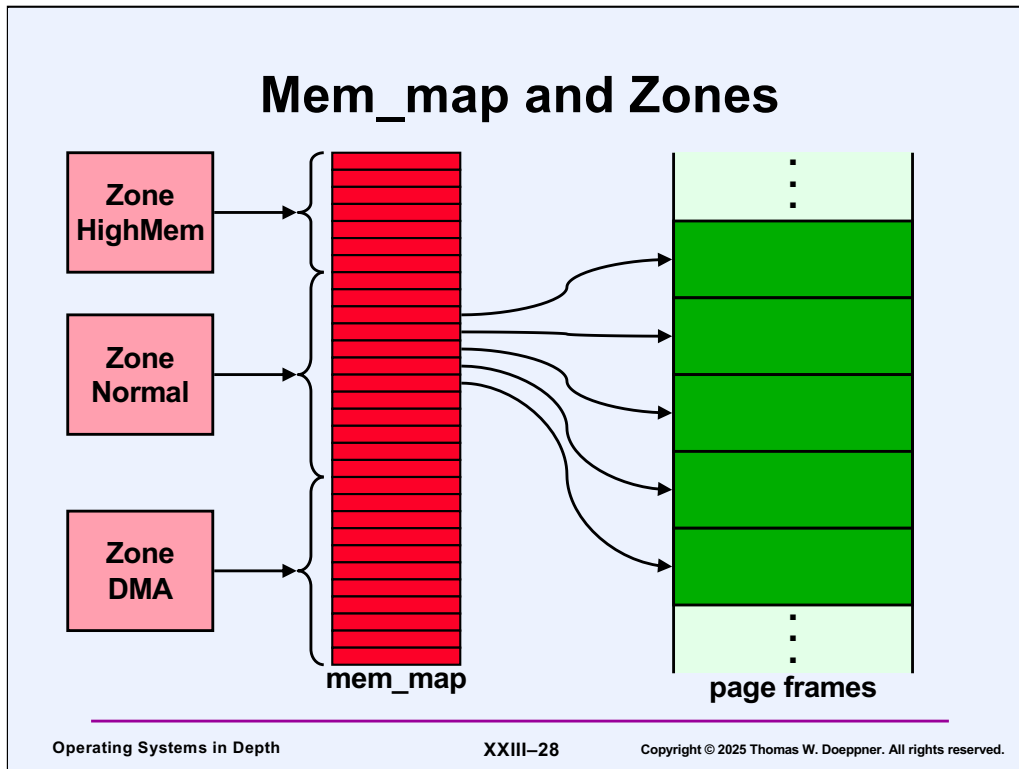 Mem_map and Zones
Zone
HighMem
Zone
Normal
Zone
DMA
mem_map
page frames
Operating Systems in Depth
XXIII–28
Copyright © 2025 Thomas W. Doeppner. All rights reserved.